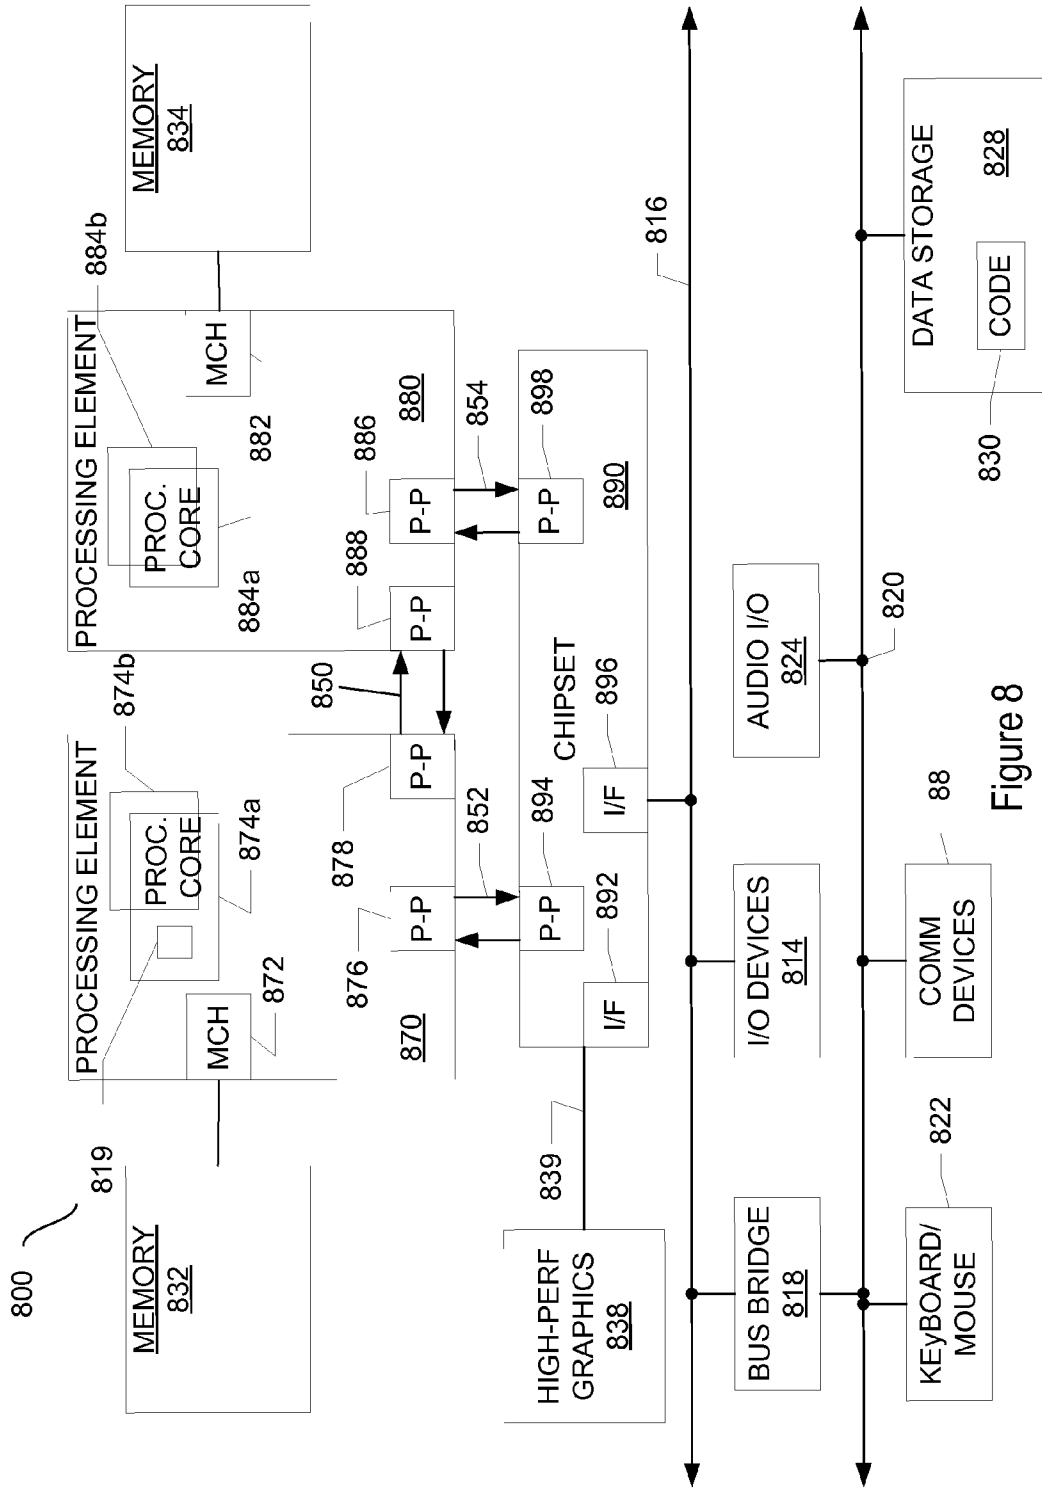 800
819
MEMORY
832
PROCESSING ELEMENT
PROC.
CORE
874b
874a
MCH
872
870
P-P
876
P-P
878
850
PROCESSING ELEMENT
PROC.
CORE
884b
884a
MCH
882
880
P-P
888
P-P
886
MEMORY
834
852
854
P-P
894
P-P
898
CHIPSET
890
I/F
892
I/F
896
HIGH-PERF
GRAPHICS
838
839
816
BUS BRIDGE
818
I/O DEVICES
814
AUDIO I/O
824
820
KEyBOARD/
MOUSE
822
COMM
DEVICES
88
DATA STORAGE
828
CODE
830
Figure 8